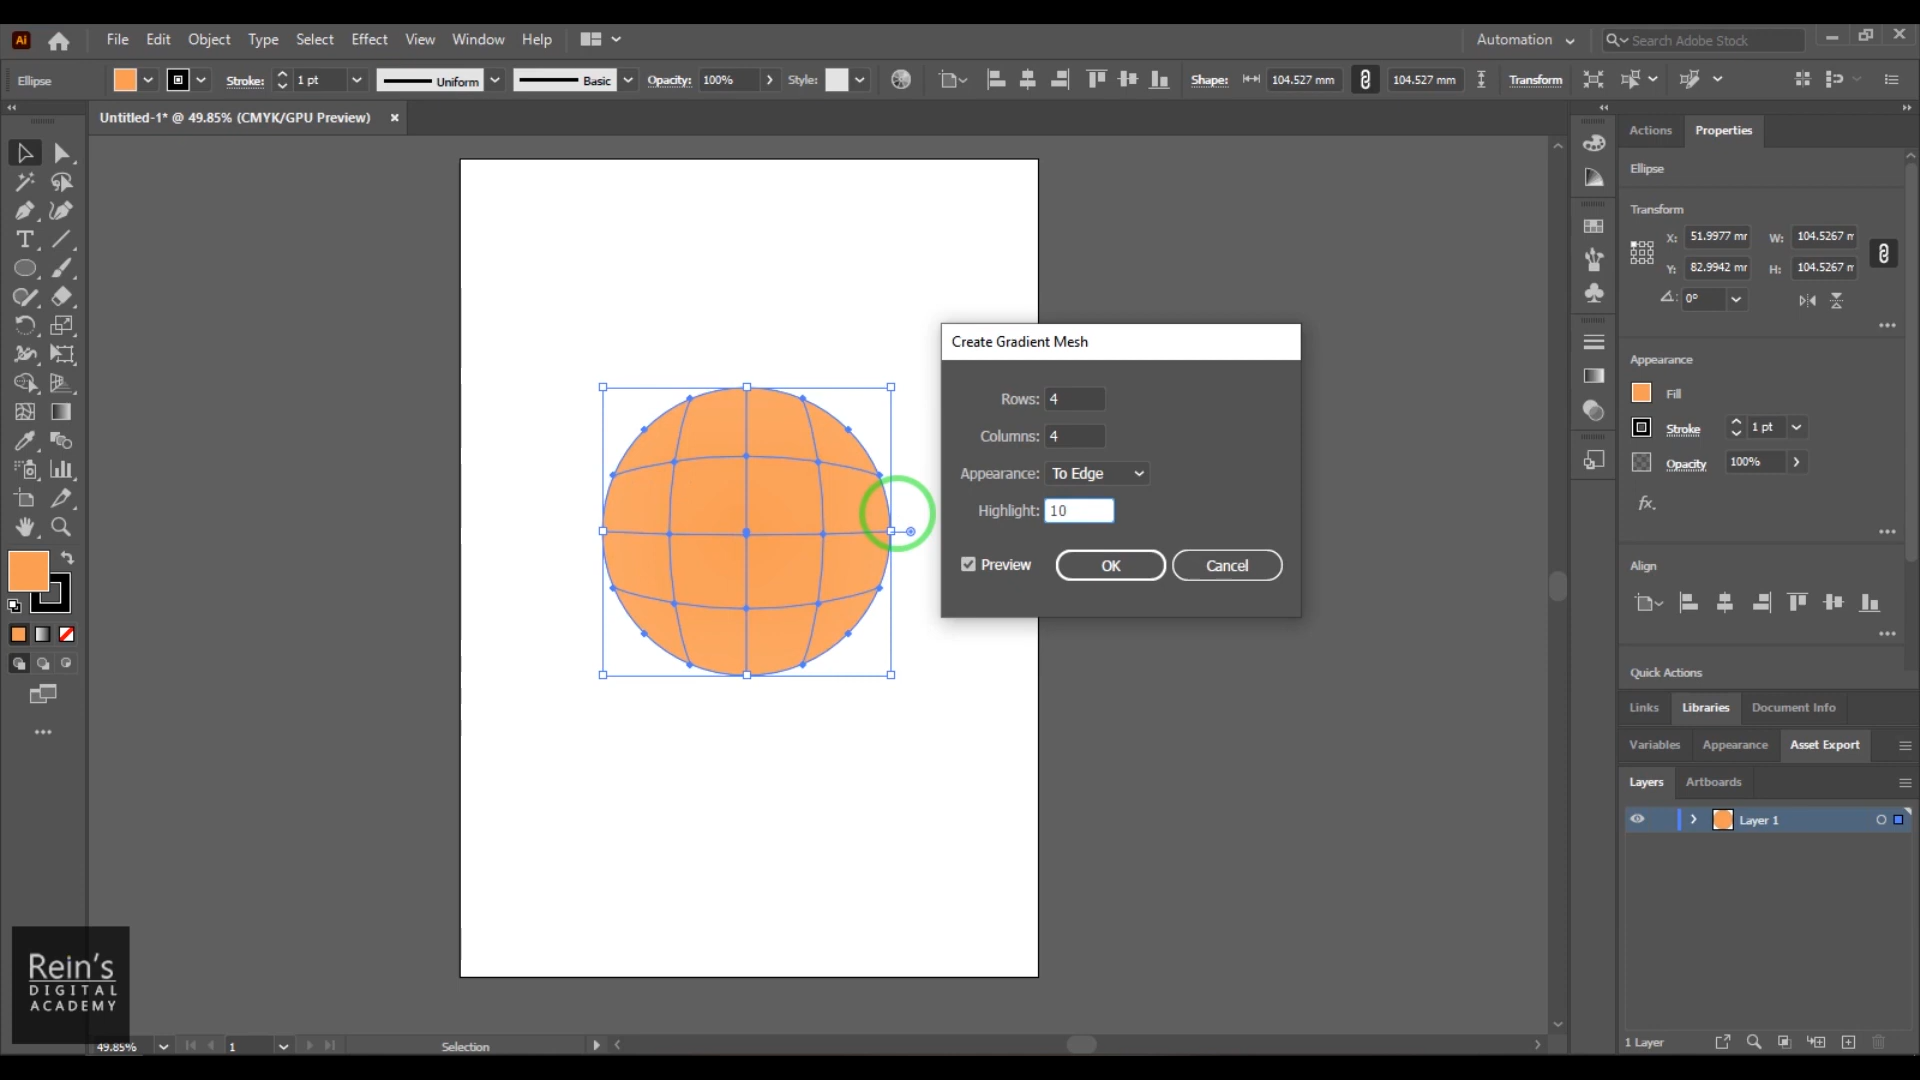 Ai File Edit Object Type Select Effect View Window Help Automation Search Adobe Stock
Ellipse Stroke: 1 pt Uniform Basic Opacity: 100% Style: Shape: 104.527 mm 104.527 mm Transform
Untitled-1* @ 49.85% (CMYK/GPU Preview)
Actions Properties
Ellipse
Transform
X: 51.9977 mr W: 104.5267 r
Y: 82.9942 mr H: 104.5267 r
0°
Appearance
Fill
Stroke 1 pt
Opacity 100%
fx.
Align
Quick Actions
Links Libraries Document Info
Variables Appearance Asset Export
Layers Artboards
Layer 1
1 Layer
Create Gradient Mesh
Rows: 4
Columns: 4
Appearance: To Edge
Highlight: 10
Preview OK Cancel
Rein's
DIGITAL
ACADEMY
49.85% 1 Selection